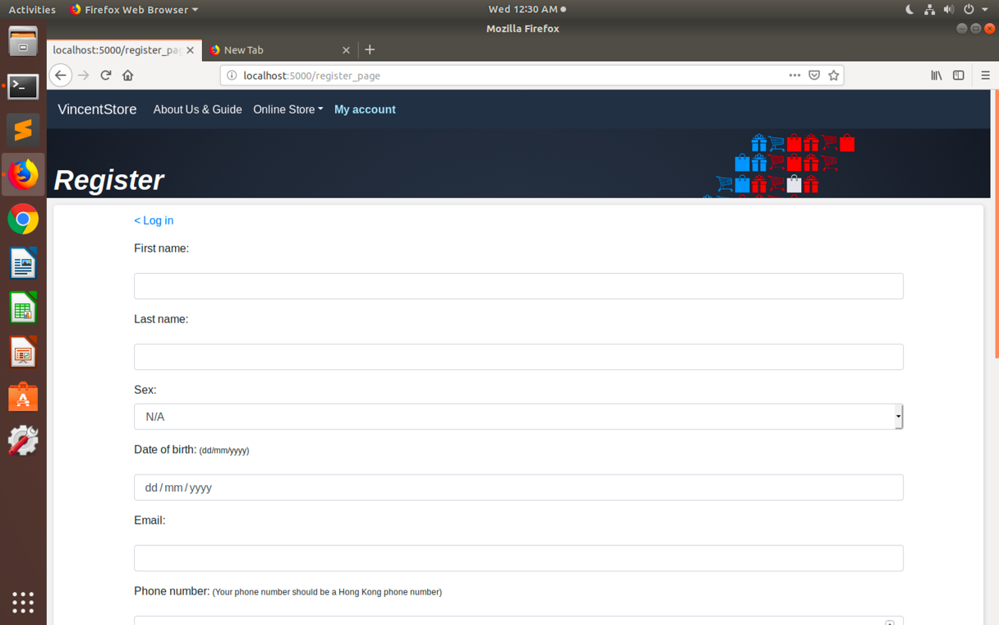 Activities Firefox Web Browser Wed 12:30 AM
Mozilla Firefox
localhost:5000/register_pag New Tab
localhost:5000/register_page
VincentStore About Us & Guide Online Store My account
Register
< Log in
First name:
Last name:
Sex:
N/A
Date of birth: (dd/mm/yyyy)
dd / mm / yyyy
Email:
Phone number: (Your phone number should be a Hong Kong phone number)